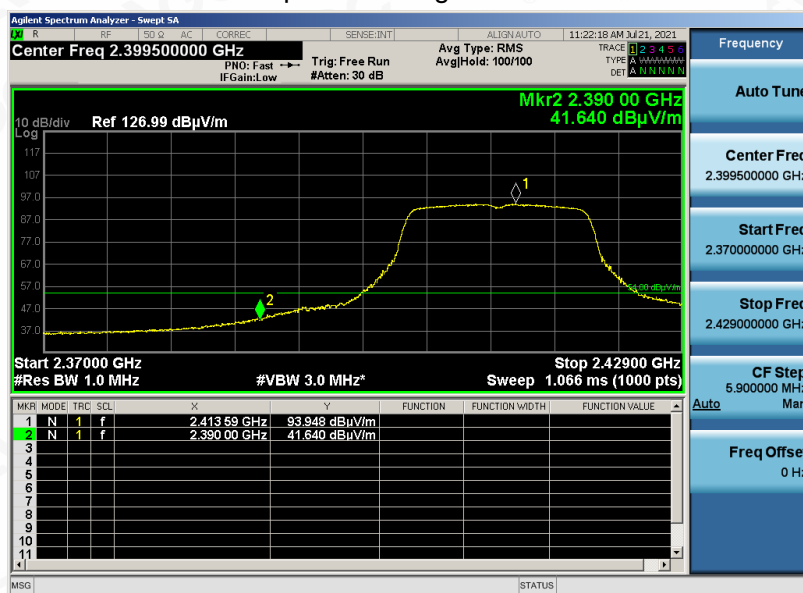 Agilent Spectrum Analyzer - Swept SA
R RF 50 Ω AC CORREC SENSE:INT ALIGN AUTO 11:22:18 AM Jul 21, 2021
Center Freq 2.399500000 GHz
PNO: Fast
IFGain:Low
Trig: Free Run
#Atten: 30 dB
Avg Type: RMS
Avg|Hold: 100/100
TRACE 1 2 3 4 5 6
TYPE A WWWWW
DET A N N N N N
Mkr2 2.390 00 GHz
41.640 dBµV/m
10 dB/div Ref 126.99 dBµV/m
Log
117
107
97.0
87.0
77.0
67.0
57.0
47.0
37.0
1
2
54.00 dBµV/m
Start 2.37000 GHz Stop 2.42900 GHz
#Res BW 1.0 MHz #VBW 3.0 MHz* Sweep 1.066 ms (1000 pts)
MKR MODE TRC SCL X Y FUNCTION FUNCTION WIDTH FUNCTION VALUE
1 N 1 f 2.413 59 GHz 93.948 dBµV/m
2 N 1 f 2.390 00 GHz 41.640 dBµV/m
3
4
5
6
7
8
9
10
11
MSG STATUS
Frequency
Auto Tune
Center Freq
2.399500000 GHz
Start Freq
2.370000000 GHz
Stop Freq
2.429000000 GHz
CF Step
5.900000 MHz
Auto Man
Freq Offset
0 Hz